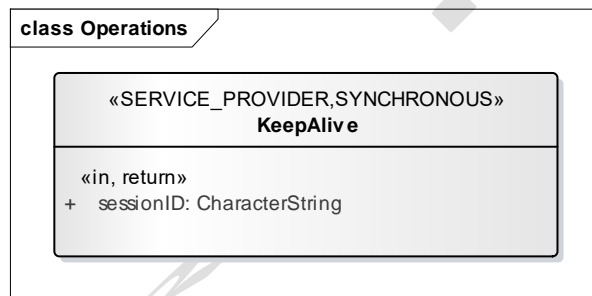 class Operations
«SERVICE_PROVIDER,SYNCHRONOUS»
KeepAlive
«in, return»
+ sessionID: CharacterString